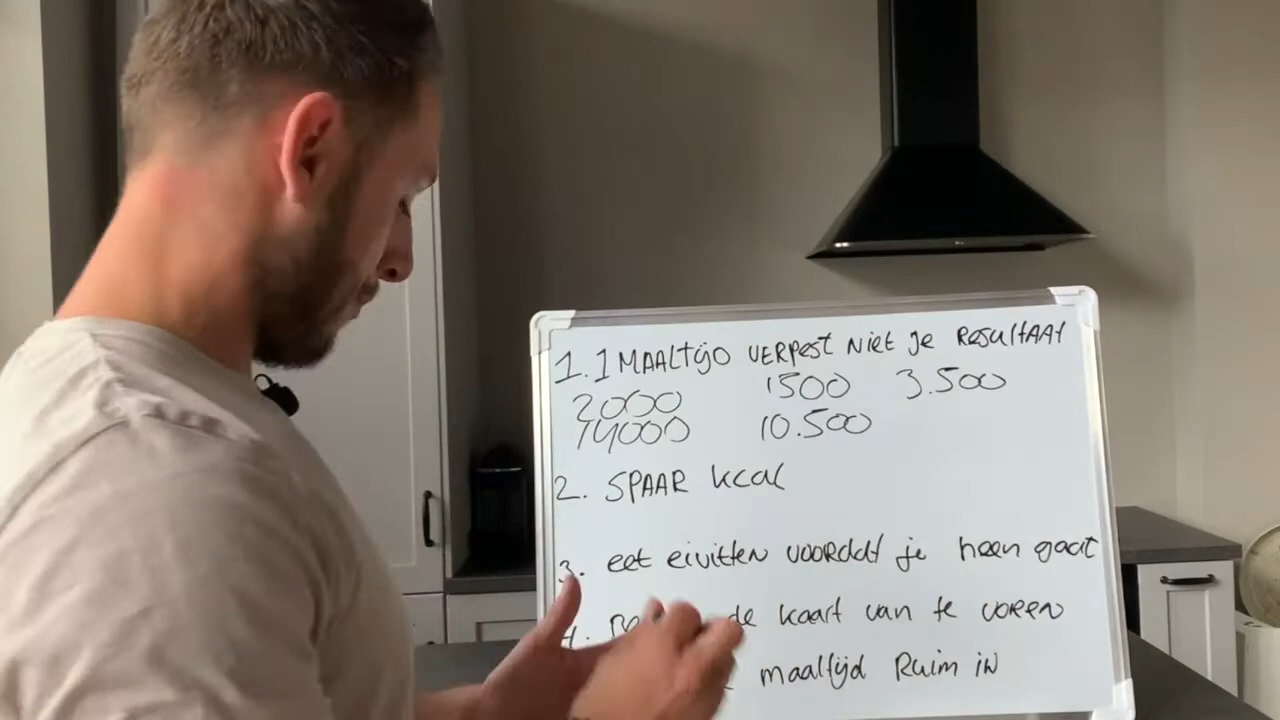 1. 1 MAALTIJD VERPEST NIET JE RESULTAAT
2000 1500 3.500
14000 10.500
2. SPAAR kcal
3. eet eiwitten voordat je heen gaat
4. de kaart van te voren
maaltijd Ruim in